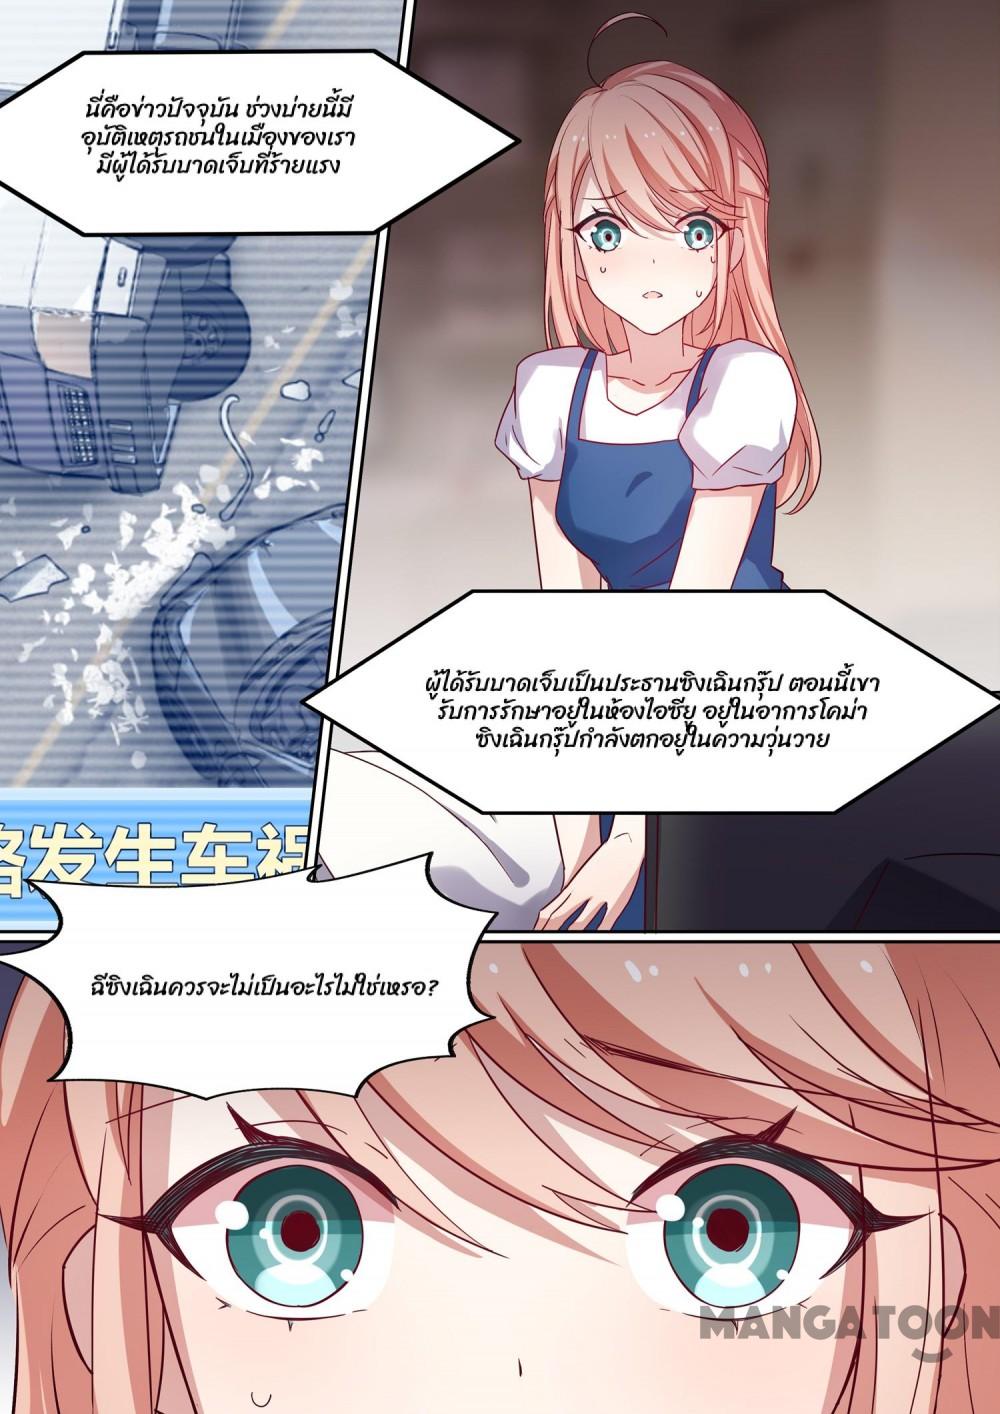 นี่คือข่าวปัจจุบัน ช่วงบ่ายนี้มี
อุบัติเหตุรถชนในเมืองของเรา
มีผู้ได้รับบาดเจ็บที่ร้ายแรง
ผู้ได้รับบาดเจ็บเป็นประธานซิงเฉินกรุ๊ป ตอนนี้เขา
รับการรักษาอยู่ในห้องไอซียู อยู่ในอาการโคม่า
ซิงเฉินกรุ๊ปกำลังตกอยู่ในความวุ่นวาย
路发生车祸
ฉีซิงเฉินควรจะไม่เป็นอะไรไม่ใช่เหรอ?
MANGATOON